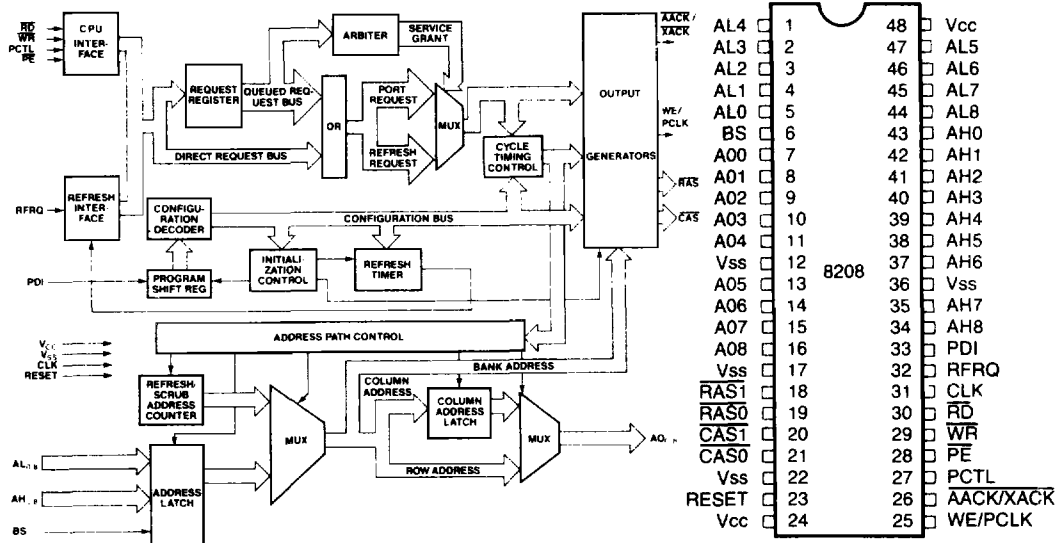 RD
WR
PCTL
PE
CPU
INTER-
FACE
ARBITER
SERVICE
GRANT
REQUEST
REGISTER
QUEUED REQ-
UEST BUS
OR
PORT
REQUEST
REFRESH
REQUEST
MUX
DIRECT REQUEST BUS
CYCLE
TIMING
CONTROL
OUTPUT
GENERATORS
AACK/
XACK
WE/
PCLK
RAS
CAS
RFRQ
REFRESH
INTER-
FACE
CONFIGU-
RATION
DECODER
CONFIGURATION BUS
INITIALI-
ZATION
CONTROL
REFRESH
TIMER
PDI
PROGRAM
SHIFT REG
ADDRESS PATH CONTROL
BANK ADDRESS
VCC
VSS
CLK
RESET
REFRESH-
SCRUB
ADDRESS
COUNTER
MUX
COLUMN
ADDRESS
COLUMN
ADDRESS
LATCH
MUX
ROW ADDRESS
ADDRESS
LATCH
BS
AL4 1 48 Vcc
AL3 2 47 AL5
AL2 3 46 AL6
AL1 4 45 AL7
AL0 5 44 AL8
BS 6 43 AH0
A00 7 42 AH1
A01 8 41 AH2
A02 9 40 AH3
A03 10 39 AH4
A04 11 38 AH5
Vss 12 37 AH6
8208
A05 13 36 Vss
A06 14 35 AH7
A07 15 34 AH8
A08 16 33 PDI
Vss 17 32 RFRQ
RAS1 18 31 CLK
RAS0 19 30 RD
CAS1 20 29 WR
CAS0 21 28 PE
Vss 22 27 PCTL
RESET 23 26 AACK/XACK
Vcc 24 25 WE/PCLK